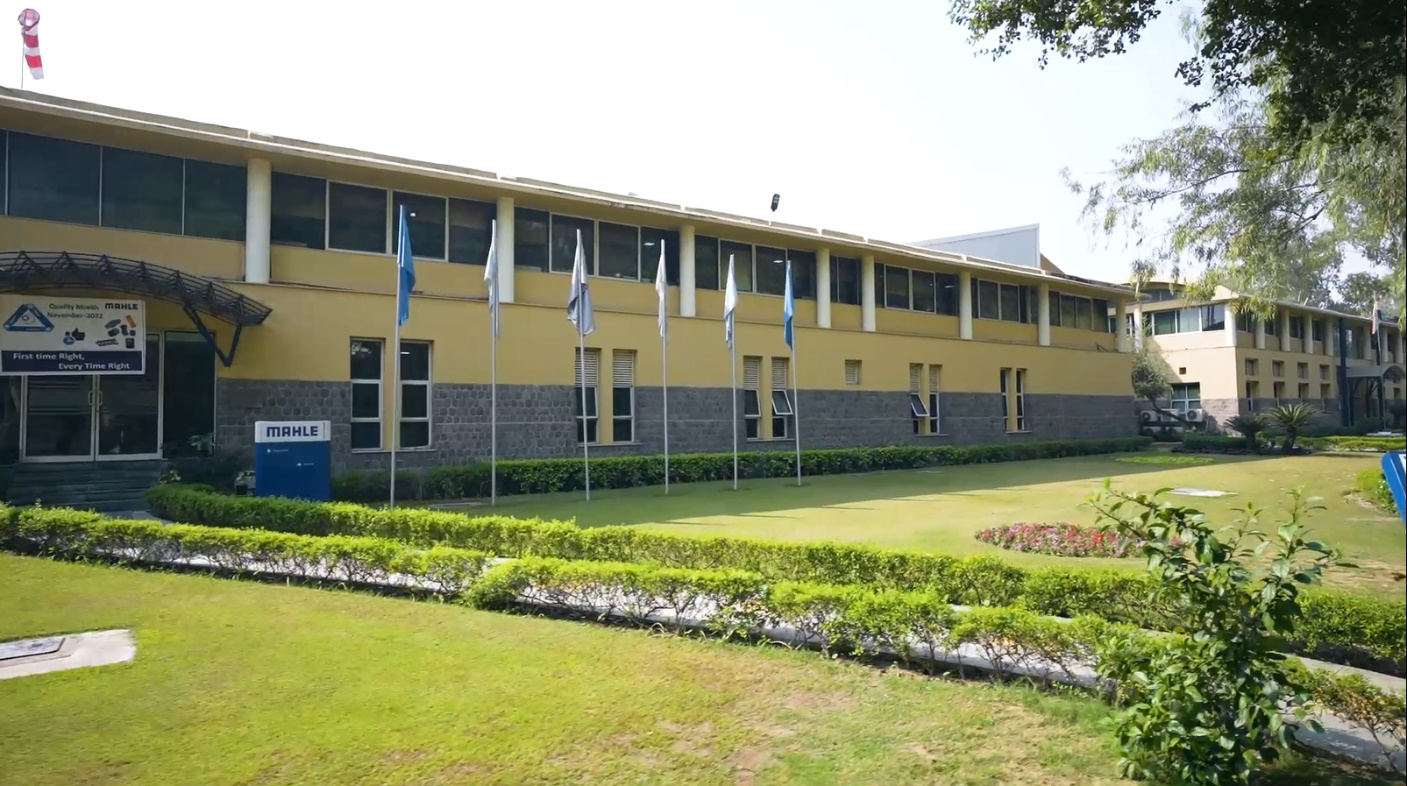 Quality Month MAHLE
November-2022
First time Right,
Every Time Right
MAHLE